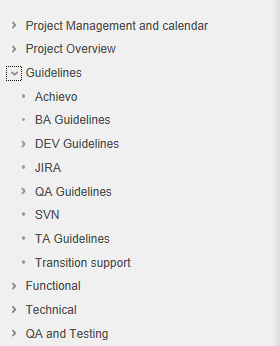 Project Management and calendar
Project Overview
Guidelines
Achievo
BA Guidelines
DEV Guidelines
JIRA
QA Guidelines
SVN
TA Guidelines
Transition support
Functional
Technical
QA and Testing